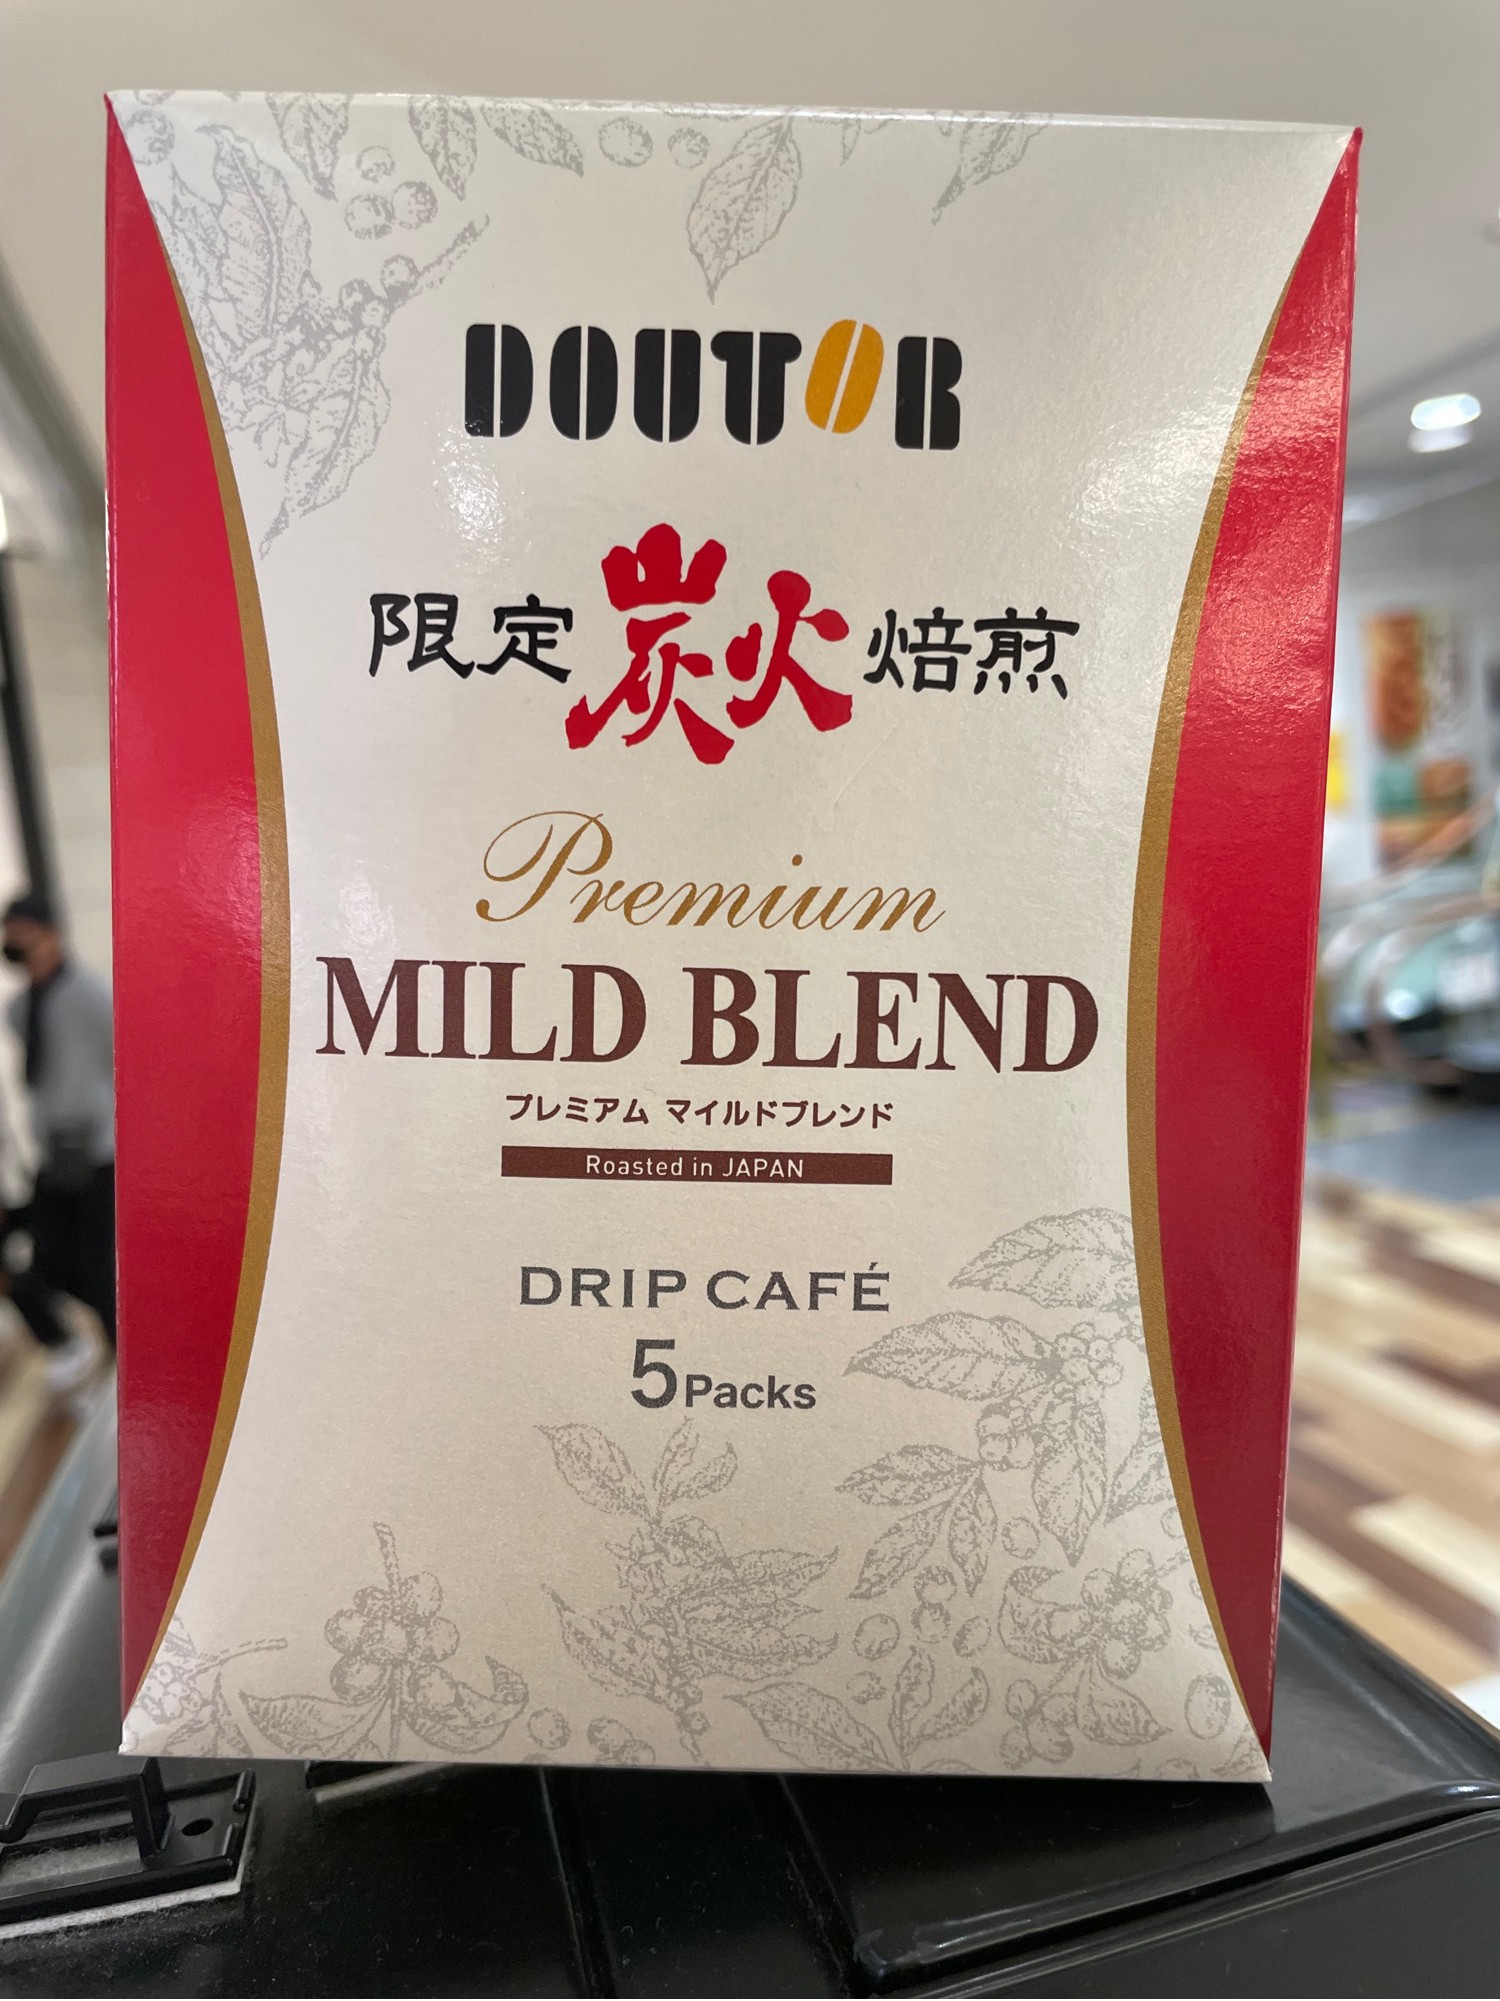 DOUTOR
限定炭火焙煎
Premium
MILD BLEND
プレミアム マイルドブレンド
Roasted in JAPAN
DRIP CAFÉ
5Packs